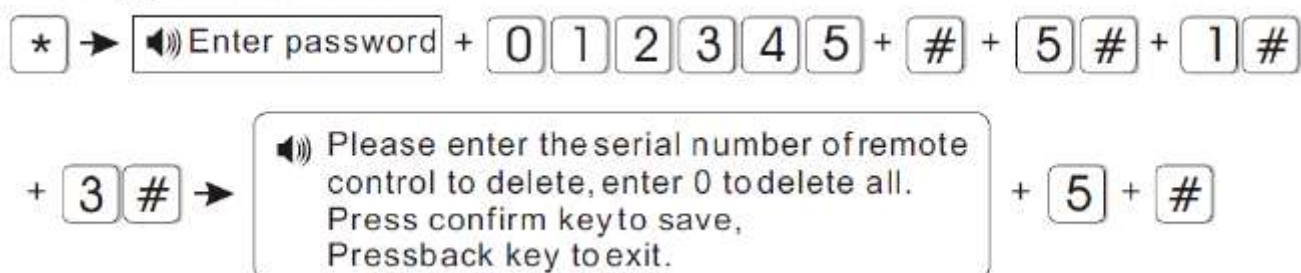 * → Enter password + 0 1 2 3 4 5 + # + 5 # + 1 #
+ 3 # → Please enter the serial number of remote
control to delete, enter 0 to delete all.
Press confirm key to save,
Pressback key to exit.
+ 5 + #